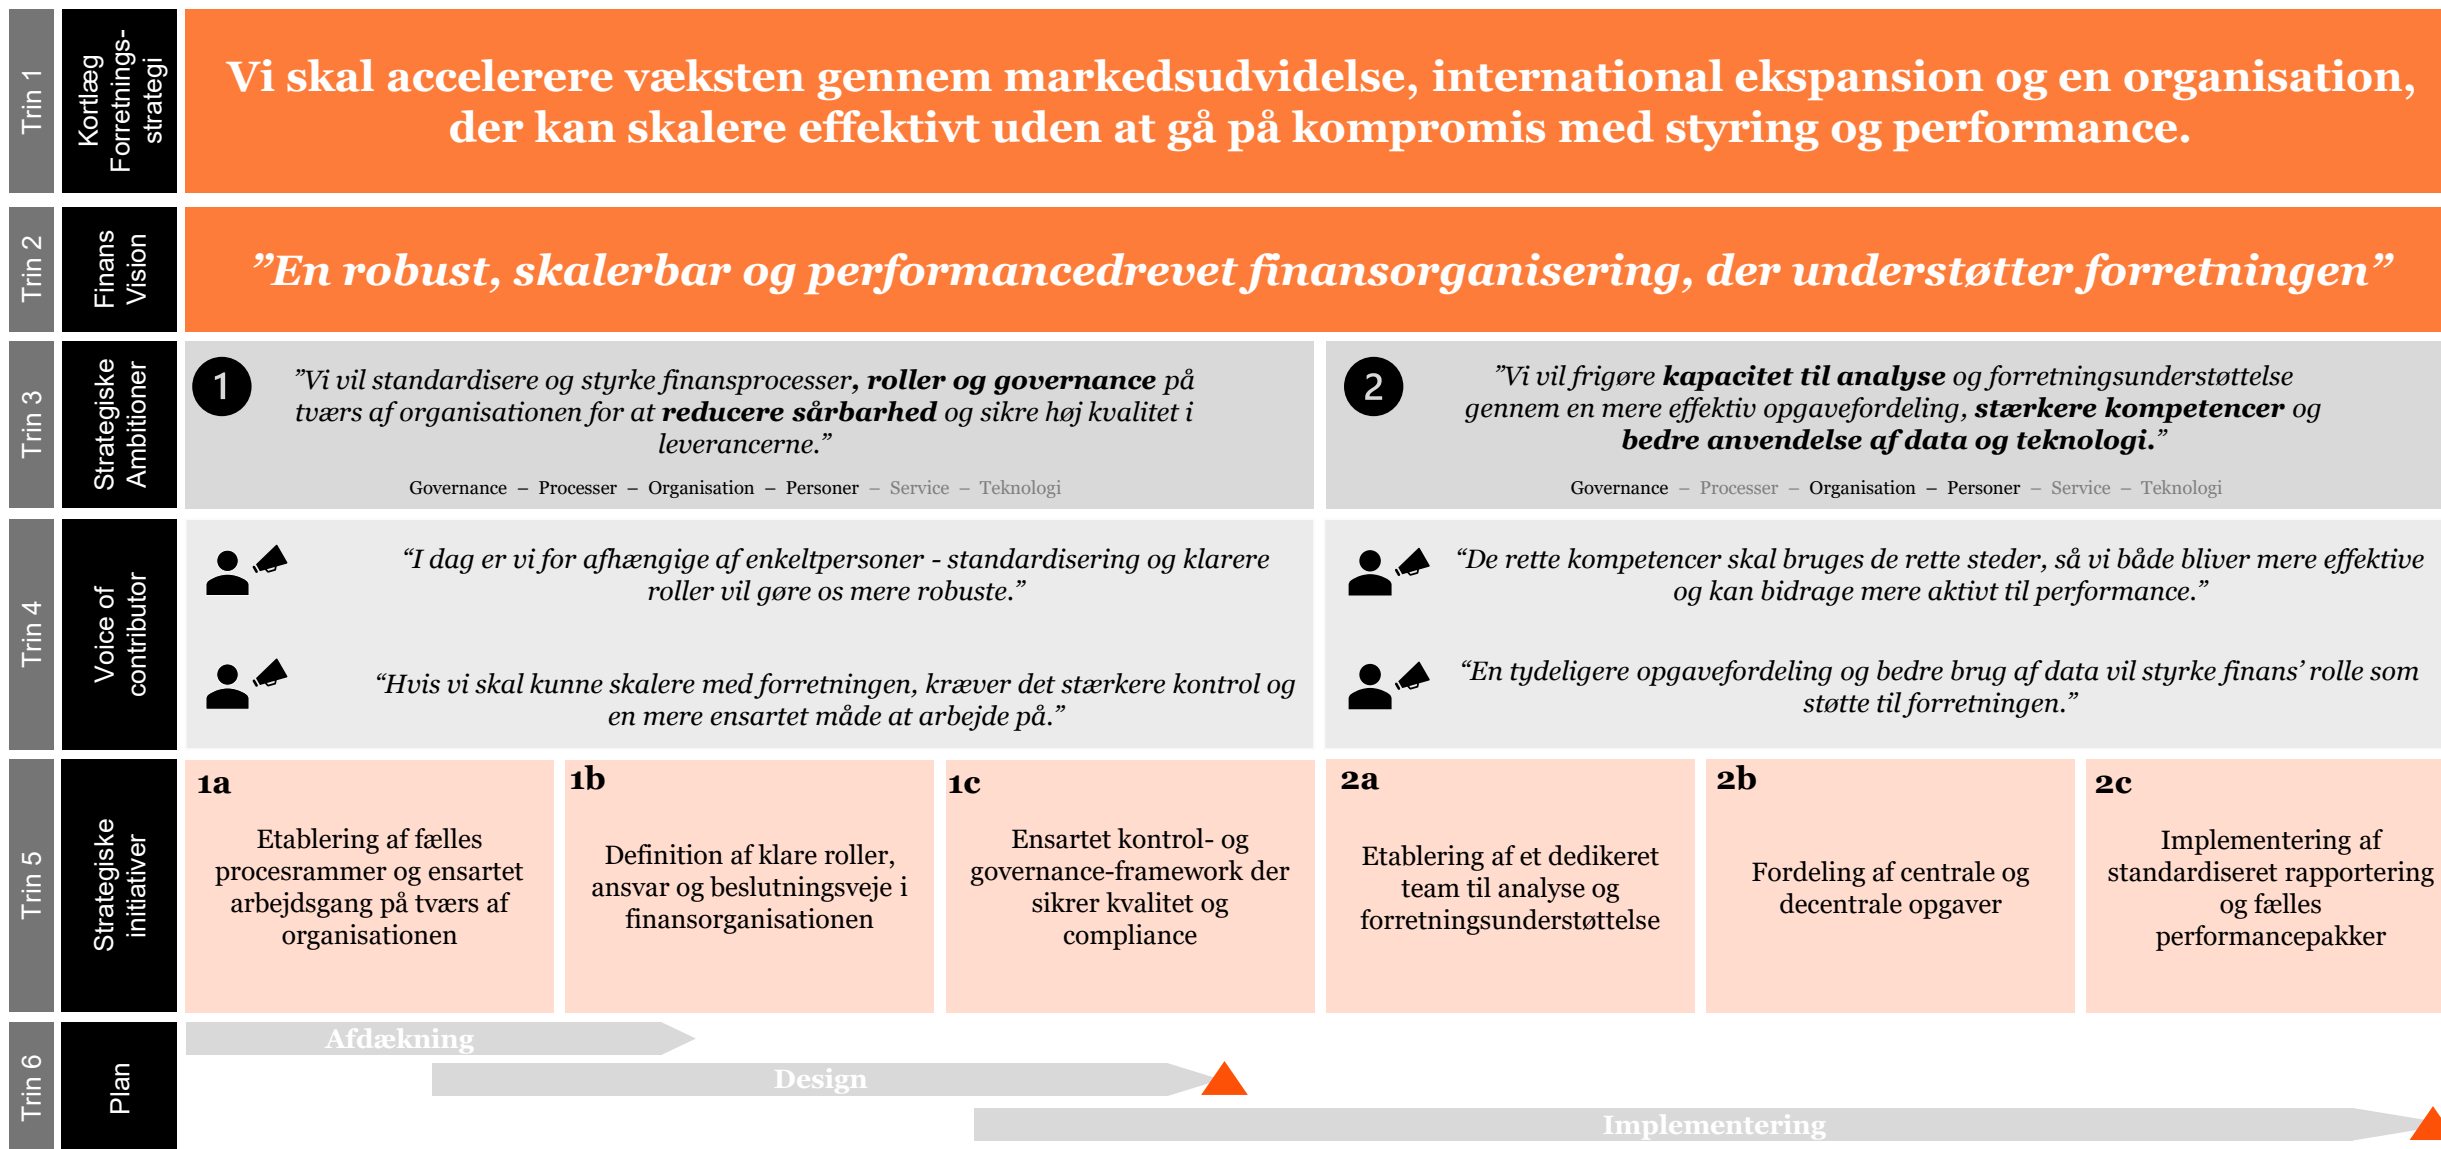 Trin 1
Kortlæg
Forretnings-
strategi
Vi skal accelerere væksten gennem markedsudvidelse, international ekspansion og en organisation,
der kan skalere effektivt uden at gå på kompromis med styring og performance.
Trin 2
Finans
Vision
”En robust, skalerbar og performancedrevet finansorganisering, der understøtter forretningen”
Trin 3
Strategiske
Ambitioner
1
”Vi vil standardisere og styrke finansprocesser, roller og governance på
tværs af organisationen for at reducere sårbarhed og sikre høj kvalitet i
leverancerne.”
Governance – Processer – Organisation – Personer – Service – Teknologi
2
”Vi vil frigøre kapacitet til analyse og forretningsunderstøttelse
gennem en mere effektiv opgavefordeling, stærkere kompetencer og
bedre anvendelse af data og teknologi.”
Governance – Processer – Organisation – Personer – Service – Teknologi
Trin 4
Voice of
contributor
“I dag er vi for afhængige af enkeltpersoner - standardisering og klarere
roller vil gøre os mere robuste.”
“Hvis vi skal kunne skalere med forretningen, kræver det stærkere kontrol og
en mere ensartet måde at arbejde på.”
“De rette kompetencer skal bruges de rette steder, så vi både bliver mere effektive
og kan bidrage mere aktivt til performance.”
“En tydeligere opgavefordeling og bedre brug af data vil styrke finans’ rolle som
støtte til forretningen.”
Trin 5
Strategiske
initiativer
1a
Etablering af fælles
procesrammer og ensartet
arbejdsgang på tværs af
organisationen
1b
Definition af klare roller,
ansvar og beslutningsveje i
finansorganisationen
1c
Ensartet kontrol- og
governance-framework der
sikrer kvalitet og
compliance
2a
Etablering af et dedikeret
team til analyse og
forretningsunderstøttelse
2b
Fordeling af centrale og
decentrale opgaver
2c
Implementering af
standardiseret rapportering
og fælles
performancepakker
Trin 6
Plan
Afdækning
Design
Implementering